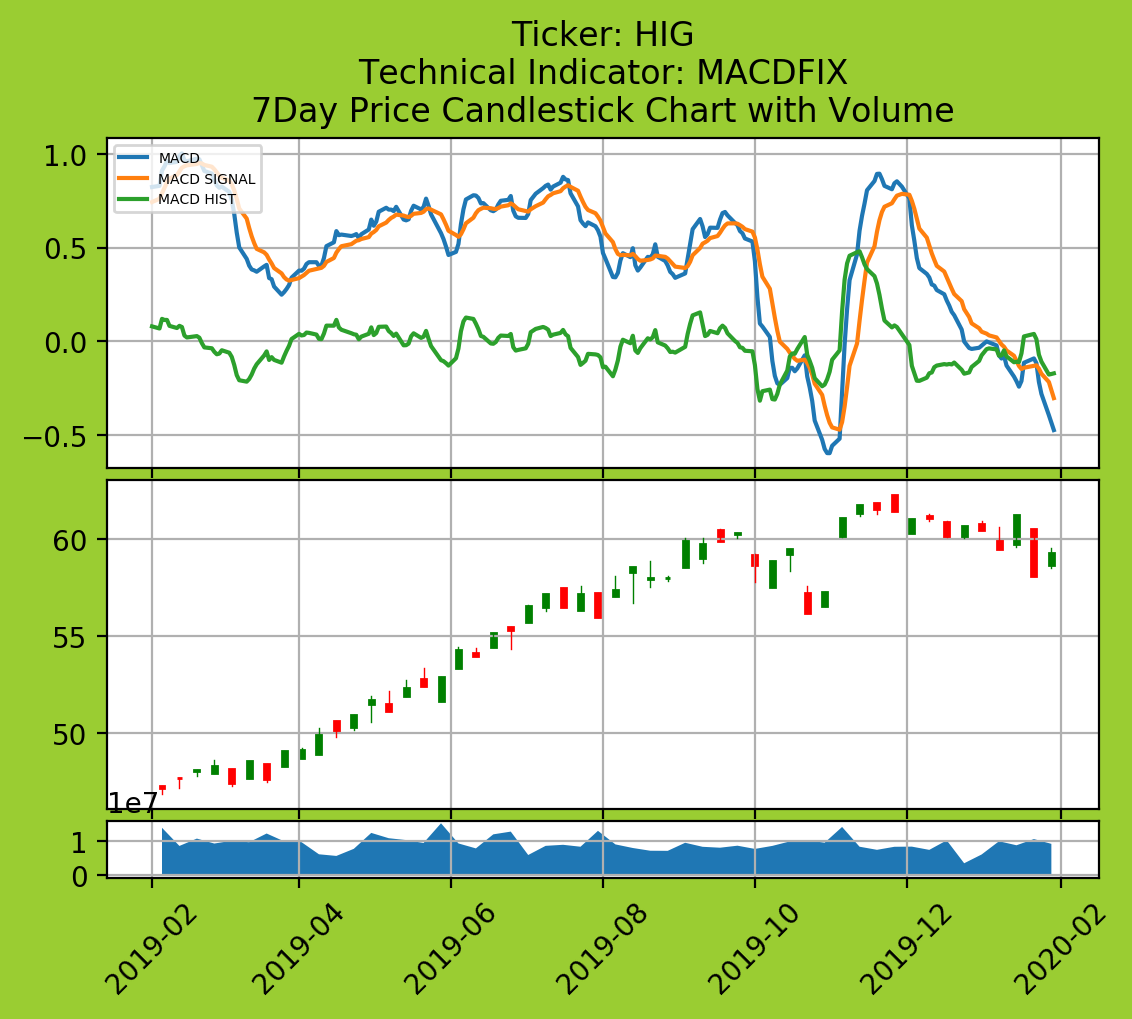 Ticker: HIG
Technical Indicator: MACDFIX
7Day Price Candlestick Chart with Volume
1.0
0.5
0.0
−0.5
MACD
MACD SIGNAL
MACD HIST
60
55
50
1e7
1
0
2019-02
2019-04
2019-06
2019-08
2019-10
2019-12
2020-02